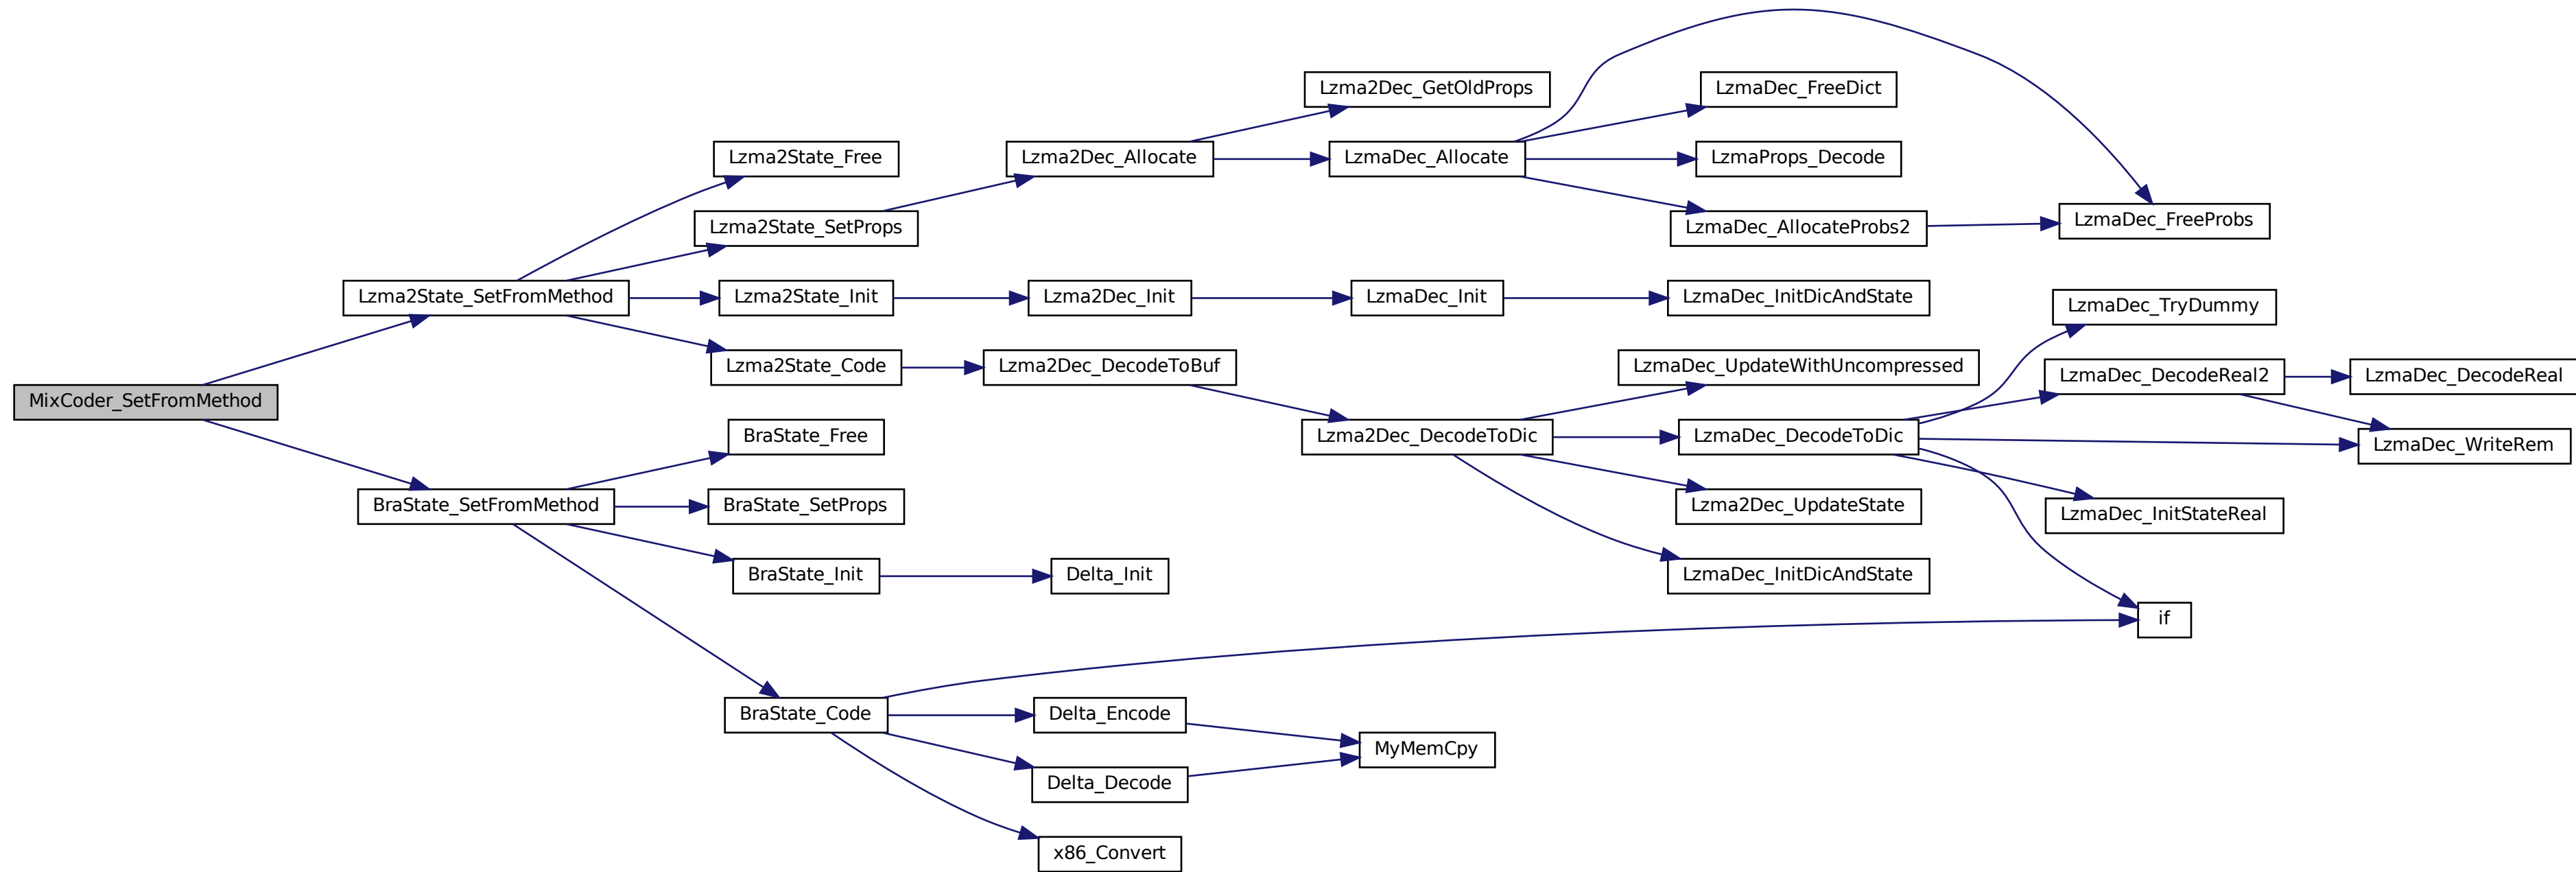 MixCoder_SetFromMethod
Lzma2State_SetFromMethod
BraState_SetFromMethod
Lzma2State_Free
Lzma2State_SetProps
Lzma2State_Init
Lzma2State_Code
BraState_Free
BraState_SetProps
BraState_Init
BraState_Code
Lzma2Dec_Allocate
Lzma2Dec_Init
Lzma2Dec_DecodeToBuf
Delta_Init
Delta_Encode
Delta_Decode
x86_Convert
Lzma2Dec_GetOldProps
LzmaDec_Allocate
LzmaDec_Init
Lzma2Dec_DecodeToDic
MyMemCpy
LzmaDec_FreeDict
LzmaProps_Decode
LzmaDec_AllocateProbs2
LzmaDec_InitDicAndState
LzmaDec_UpdateWithUncompressed
LzmaDec_DecodeToDic
Lzma2Dec_UpdateState
LzmaDec_InitDicAndState
LzmaDec_FreeProbs
LzmaDec_TryDummy
LzmaDec_DecodeReal2
LzmaDec_InitStateReal
if
LzmaDec_DecodeReal
LzmaDec_WriteRem